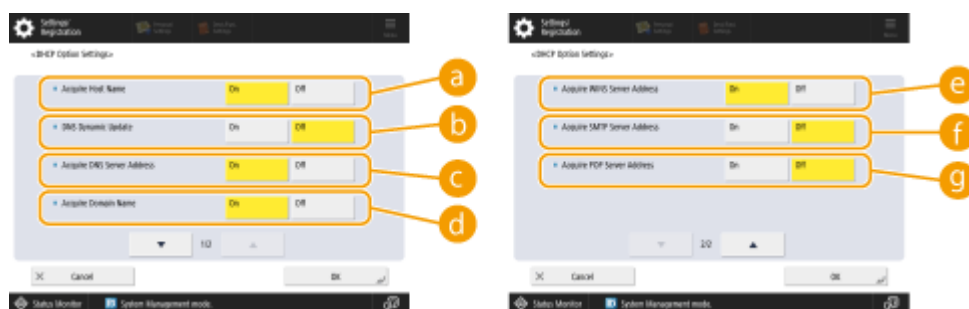 Settings/
Registration
Menu
<DHCP Option Settings>
Acquire Host Name On Off a
DNS Dynamic Update On Off b
Acquire DNS Server Address On Off c
Acquire Domain Name On Off d
1/2
Cancel OK
Status Monitor System Management mode.
Settings/
Registration
Menu
<DHCP Option Settings>
Acquire WINS Server Address On Off e
Acquire SMTP Server Address On Off f
Acquire POP Server Address On Off g
2/2
Cancel OK
Status Monitor System Management mode.